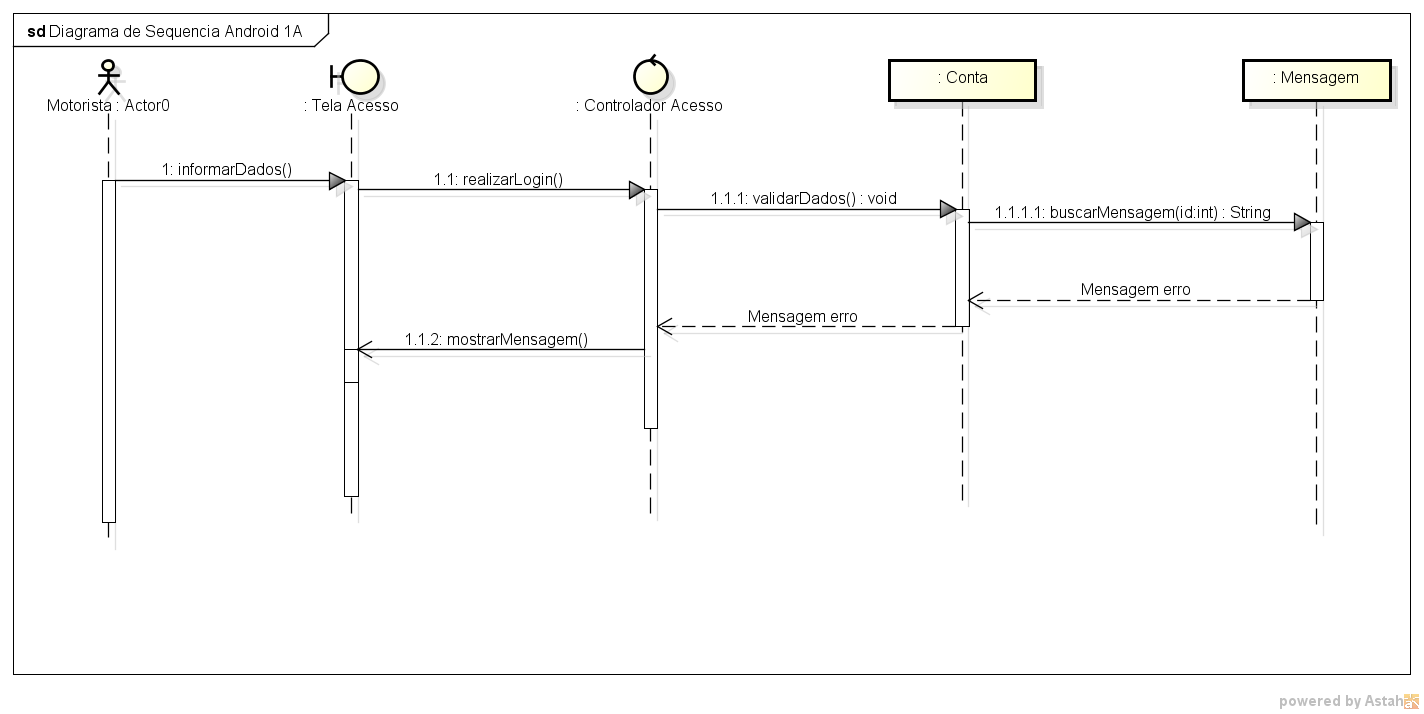 sd Diagrama de Sequencia Android 1A
Motorista : Actor0
: Tela Acesso
: Controlador Acesso
: Conta
: Mensagem
1: informarDados()
1.1: realizarLogin()
1.1.1: validarDados() : void
1.1.1.1: buscarMensagem(id:int) : String
Mensagem erro
Mensagem erro
1.1.2: mostrarMensagem()
powered by Astah